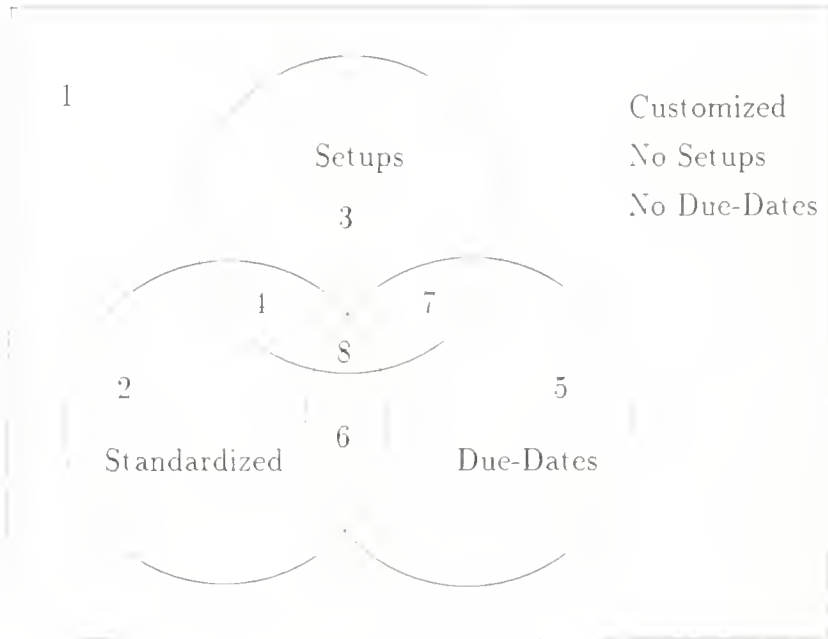 1
Customized
Setups
No Setups
No Due-Dates
3
4
7
8
2
5
6
Standardized
Due-Dates